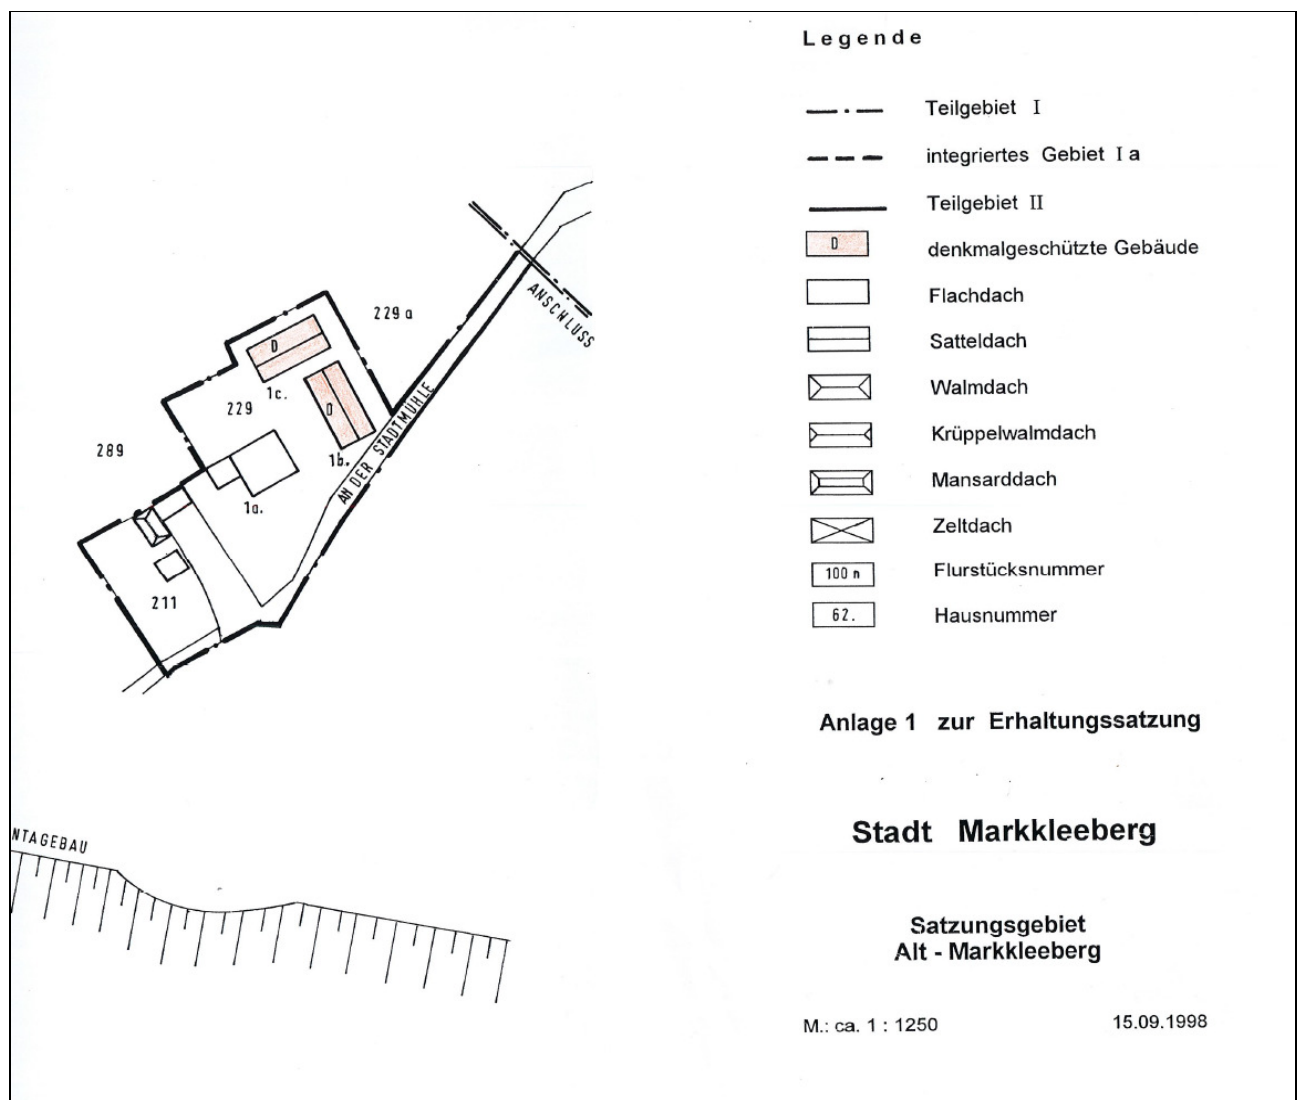 Legende
Teilgebiet I
integriertes Gebiet I a
Teilgebiet II
D
denkmalgeschützte Gebäude
Flachdach
Satteldach
Walmdach
Krüppelwalmdach
Mansarddach
Zeltdach
100 n
Flurstücksnummer
62.
Hausnummer
ANSCHLUSS
229 a
D
1c.
229
D
289
1b.
AN DER STADTMÜHLE
1a.
211
NTAGEBAU
Anlage 1 zur Erhaltungssatzung
Stadt Markkleeberg
Satzungsgebiet
Alt - Markkleeberg
M.: ca. 1 : 1250
15.09.1998